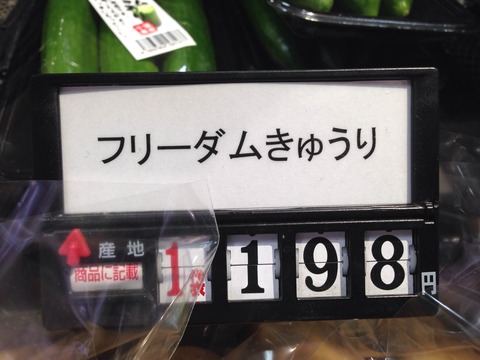 フリーダムきゅうり
産地
商品に記載
1袋 198円